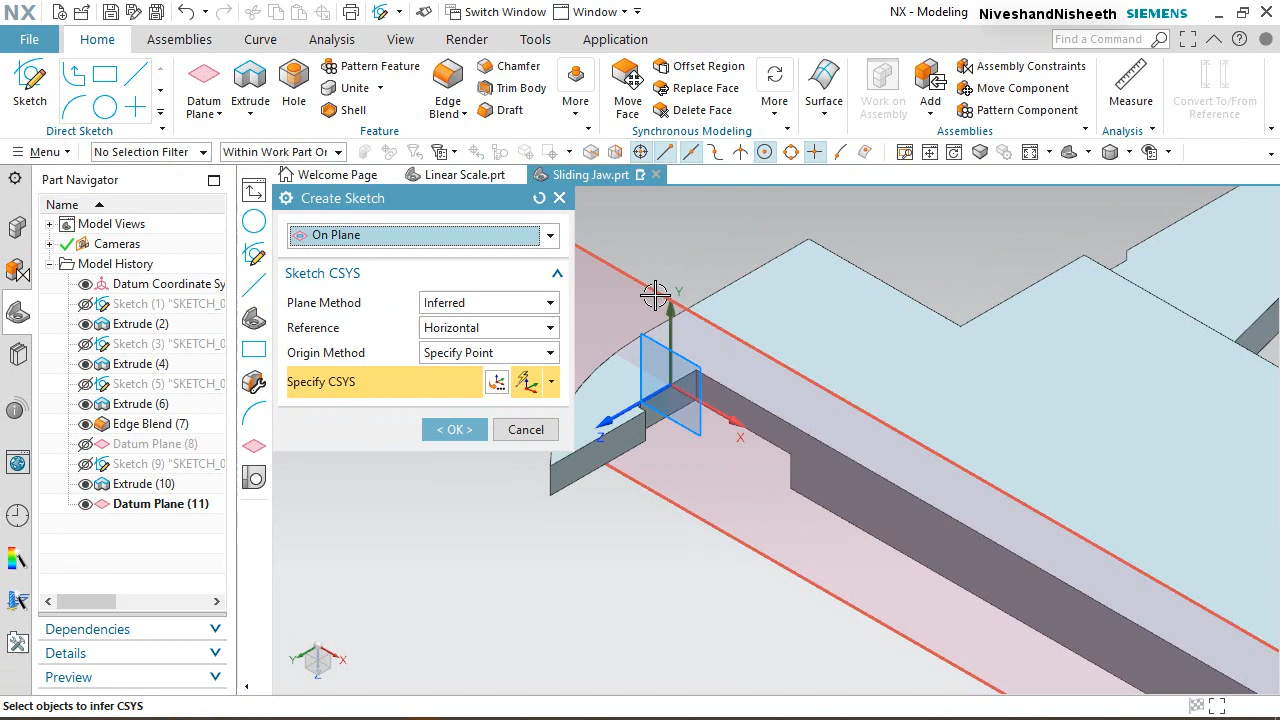 NX
Switch Window
Window
NX - Modeling
NiveshandNisheeth
SIEMENS
File
Home
Assemblies
Curve
Analysis
View
Render
Tools
Application
Find a Command
Sketch
Direct Sketch
Datum Plane
Extrude
Hole
Pattern Feature
Unite
Shell
Edge Blend
Chamfer
Trim Body
Draft
More
Feature
Move Face
Offset Region
Replace Face
Delete Face
More
Synchronous Modeling
Surface
Work on Assembly
Add
Assembly Constraints
Move Component
Pattern Component
Assemblies
Measure
Analysis
Convert To/From Reference
Menu
No Selection Filter
Within Work Part On
Part Navigator
Welcome Page
Linear Scale.prt
Sliding Jaw.prt
Name
Model Views
Cameras
Model History
Datum Coordinate Sy
Sketch (1) "SKETCH_0
Extrude (2)
Sketch (3) "SKETCH_0
Extrude (4)
Sketch (5) "SKETCH_0
Extrude (6)
Edge Blend (7)
Datum Plane (8)
Sketch (9) "SKETCH_0
Extrude (10)
Datum Plane (11)
Dependencies
Details
Preview
Create Sketch
On Plane
Sketch CSYS
Plane Method
Inferred
Reference
Horizontal
Origin Method
Specify Point
Specify CSYS
< OK >
Cancel
Y
Z
X
Y
X
Z
Select objects to infer CSYS